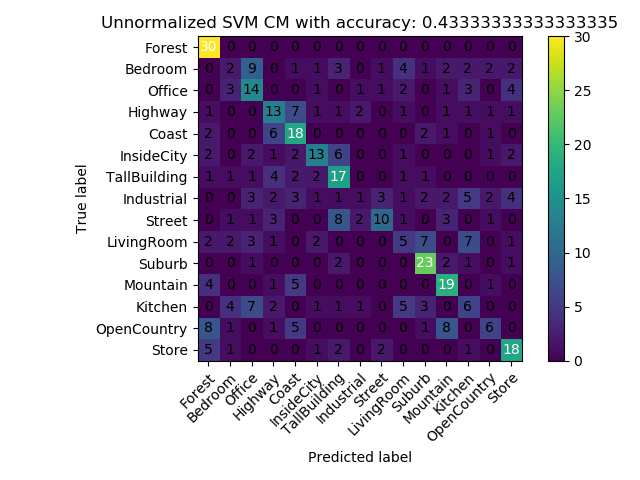 Unnormalized SVM CM with accuracy: 0.43333333333333335
True label
Forest 30 0 0 0 0 0 0 0 0 0 0 0 0 0 0
Bedroom 0 2 9 0 1 1 3 0 1 4 1 2 2 2 2
Office 0 3 14 0 0 1 0 1 1 2 0 1 3 0 4
Highway 1 0 0 13 7 1 1 2 0 1 0 1 1 1 1
Coast 2 0 0 6 18 0 0 0 0 0 2 1 0 1 0
InsideCity 2 0 2 1 2 13 6 0 0 1 0 0 0 1 2
TallBuilding 1 1 1 4 2 2 17 0 0 1 1 0 0 0 0
Industrial 0 0 3 2 3 1 1 1 3 1 2 2 5 2 4
Street 0 1 1 3 0 0 8 2 10 1 0 3 0 1 0
LivingRoom 2 2 3 1 0 2 0 0 0 5 7 0 7 0 1
Suburb 0 0 1 0 0 0 2 0 0 0 23 2 1 0 1
Mountain 4 0 0 1 5 0 0 0 0 0 0 19 0 1 0
Kitchen 0 4 7 2 0 1 1 1 0 5 3 0 6 0 0
OpenCountry 8 1 0 1 5 0 0 0 0 0 1 8 0 6 0
Store 5 1 0 0 0 1 2 0 2 0 0 0 1 0 18
Forest
Bedroom
Office
Highway
Coast
InsideCity
TallBuilding
Industrial
Street
LivingRoom
Suburb
Mountain
Kitchen
OpenCountry
Store
Predicted label
30
25
20
15
10
5
0